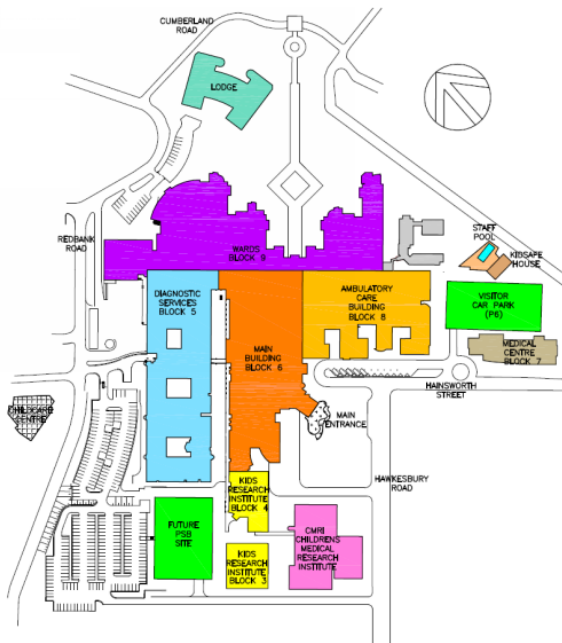 CUMBERLAND
ROAD
LODGE
REDBANK
ROAD
WARDS
BLOCK 9
STAFF
POOL
KIDSAFE
HOUSE
DIAGNOSTIC
SERVICES
BLOCK 5
MAIN
BUILDING
BLOCK 6
AMBULATORY
CARE
BUILDING
BLOCK 8
VISITOR
CAR PARK
(P6)
MEDICAL
CENTRE
BLOCK 7
HAINSWORTH
STREET
CHILDCARE
CENTRE
MAIN
ENTRANCE
HAWKESBURY
ROAD
KIDS
RESEARCH
INSTITUTE
BLOCK 4
FUTURE
PSB
SITE
KIDS
RESEARCH
INSTITUTE
BLOCK 3
CMRI
CHILDRENS
MEDICAL
RESEARCH
INSTITUTE